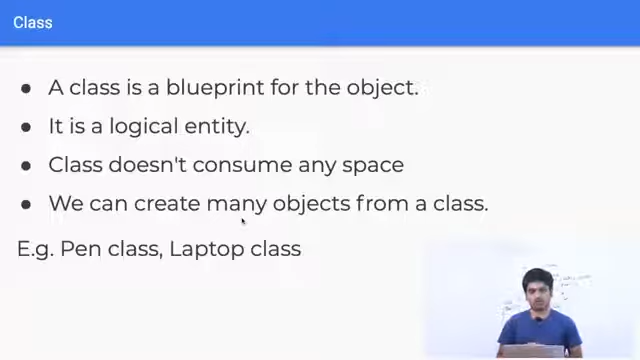 Class
● A class is a blueprint for the object.
● It is a logical entity.
● Class doesn't consume any space
● We can create many objects from a class.
E.g. Pen class, Laptop class